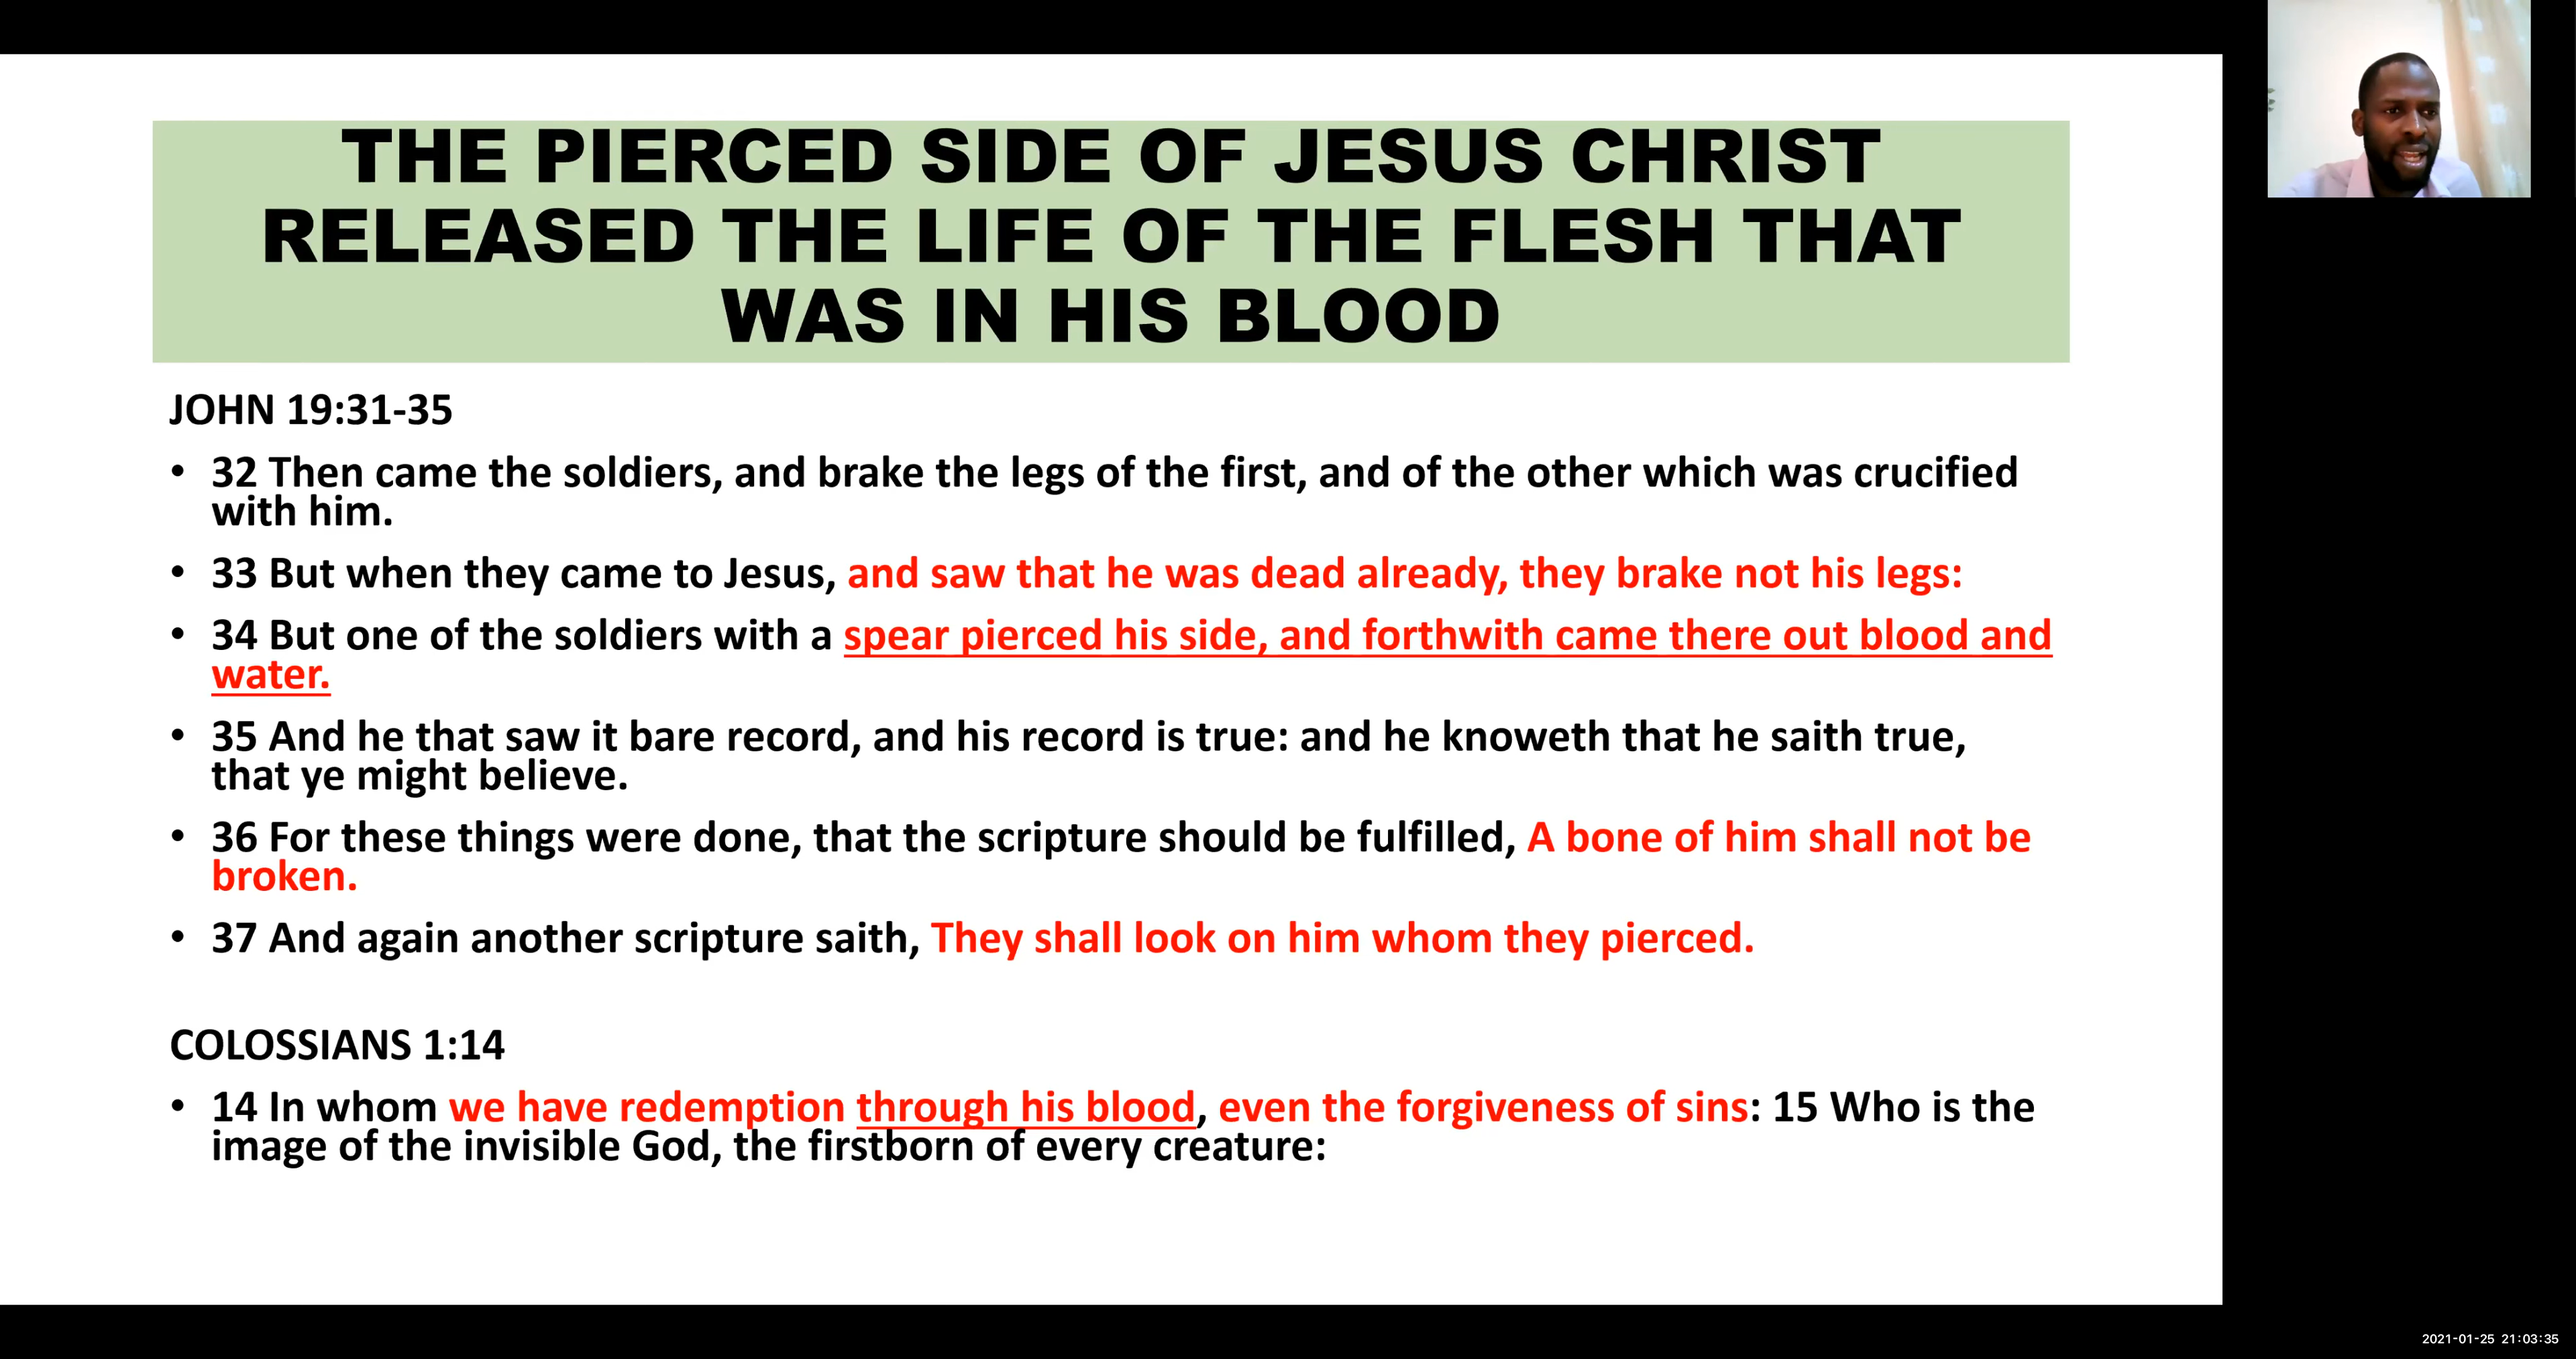 THE PIERCED SIDE OF JESUS CHRIST
RELEASED THE LIFE OF THE FLESH THAT
WAS IN HIS BLOOD
JOHN 19:31-35
• 32 Then came the soldiers, and brake the legs of the first, and of the other which was crucified
with him.
• 33 But when they came to Jesus, and saw that he was dead already, they brake not his legs:
• 34 But one of the soldiers with a spear pierced his side, and forthwith came there out blood and
water.
• 35 And he that saw it bare record, and his record is true: and he knoweth that he saith true,
that ye might believe.
• 36 For these things were done, that the scripture should be fulfilled, A bone of him shall not be
broken.
• 37 And again another scripture saith, They shall look on him whom they pierced.
COLOSSIANS 1:14
• 14 In whom we have redemption through his blood, even the forgiveness of sins: 15 Who is the
image of the invisible God, the firstborn of every creature:
2021-01-25 21:03:35